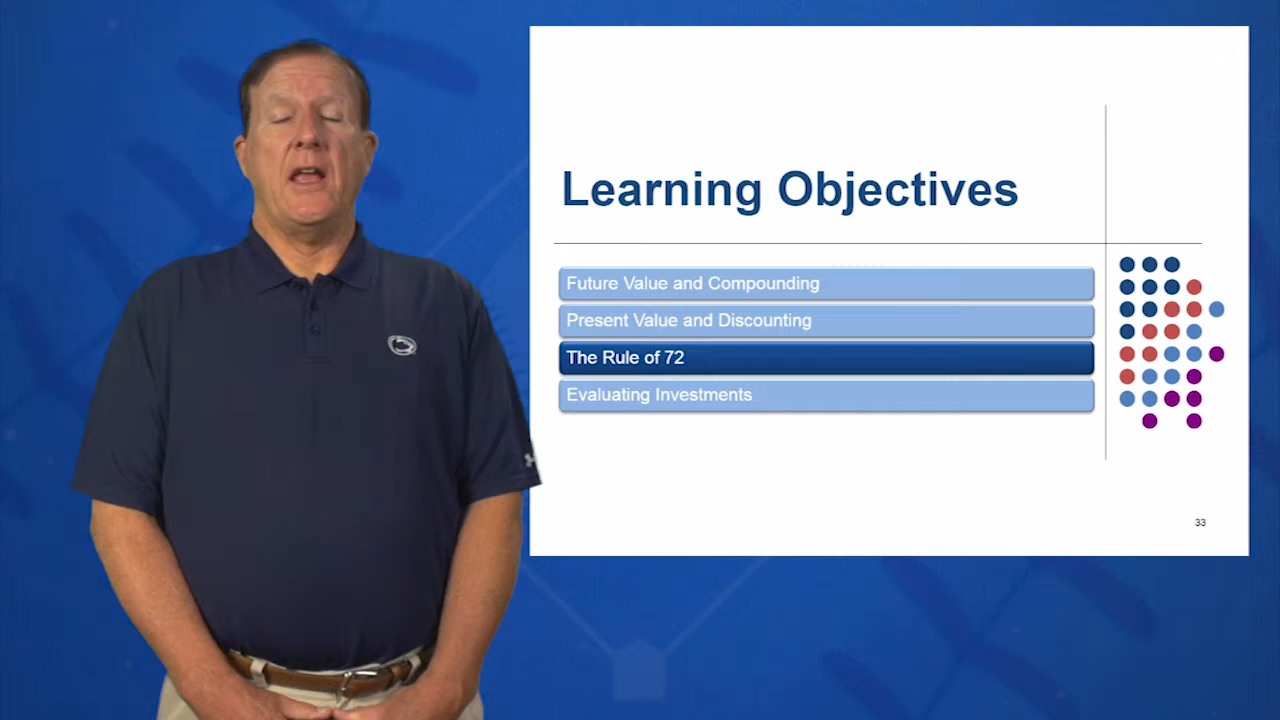 Learning Objectives
Future Value and Compounding
Present Value and Discounting
The Rule of 72
Evaluating Investments
33